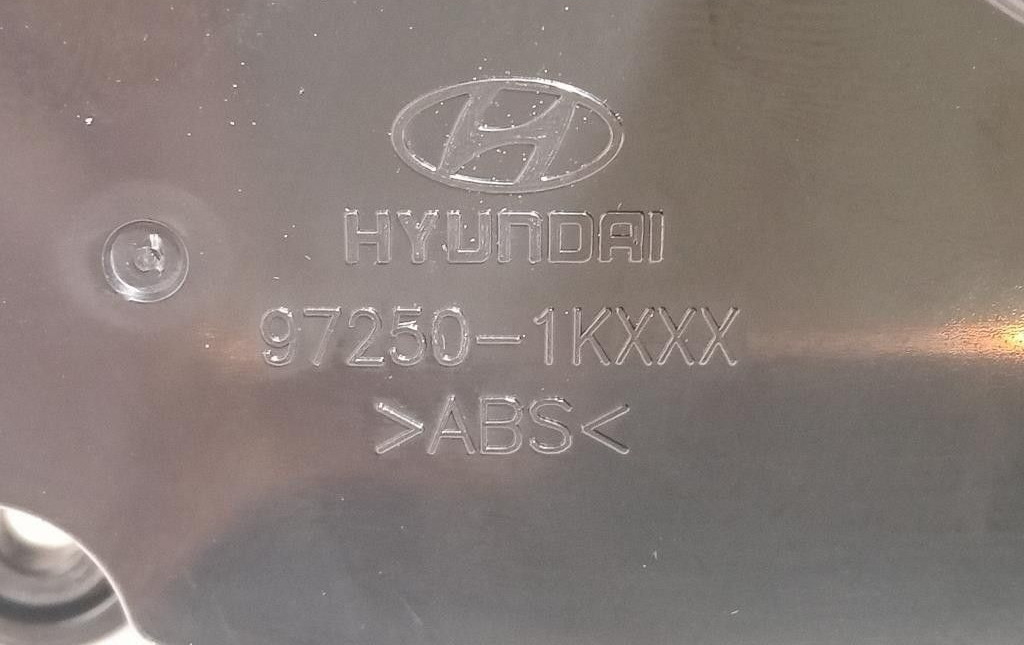 HYUNDAI
97250-1KXXX
>ABS<